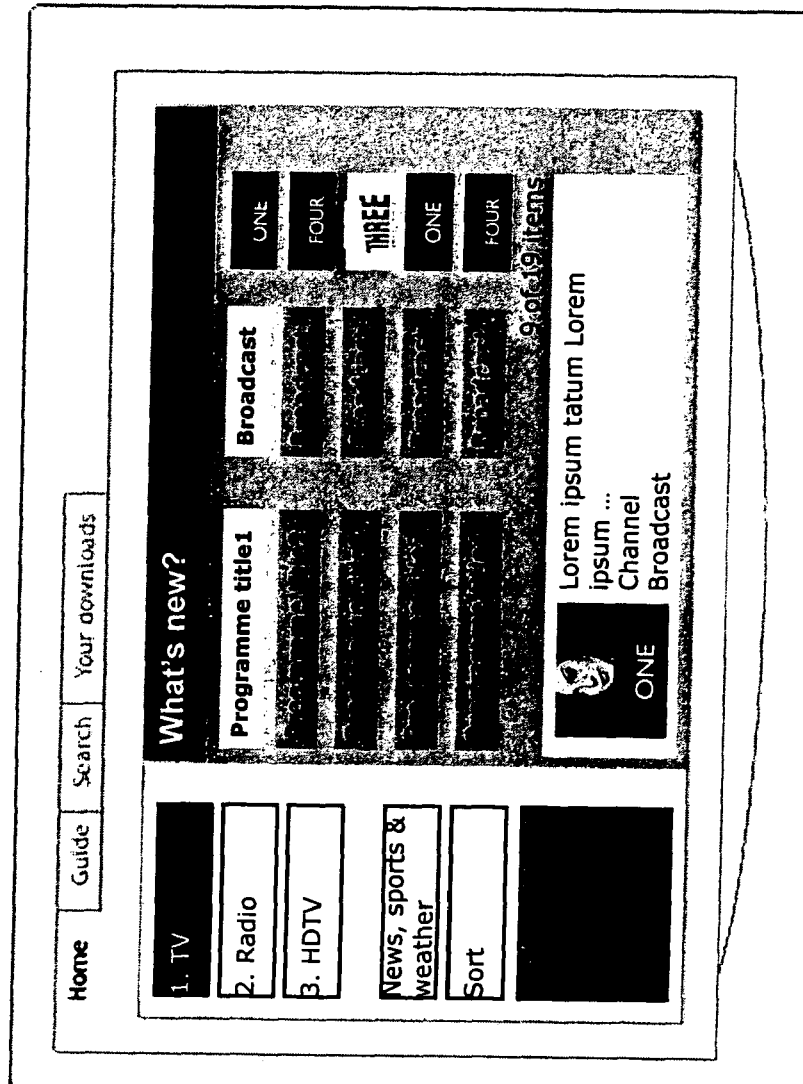 Home
Guide
Search
Your downloads
1. TV
2. Radio
3. HDTV
News, sports &
weather
Sort
What's new?
Programme title1
Broadcast
ONE
FOUR
THREE
ONE
FOUR
9 of 19 items
ONE
Lorem ipsum tatum Lorem
ipsum ...
Channel
Broadcast